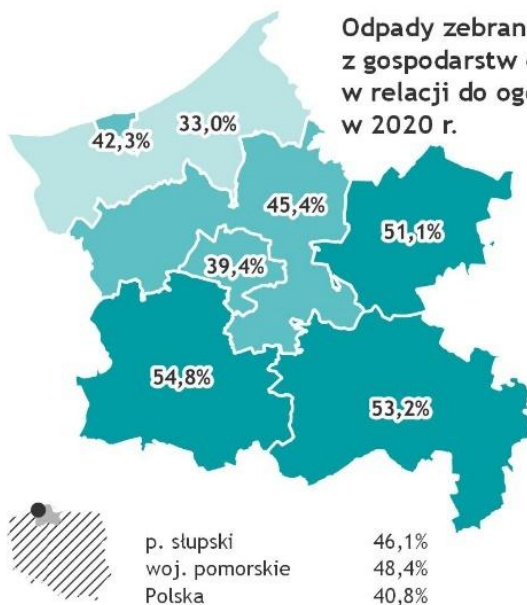 Odpady zebran
z gospodarstw
w relacji do og
w 2020 r.
33,0%
42,3%
45,4%
51,1%
39,4%
54,8%
53,2%
p. słupski 46,1%
woj. pomorskie 48,4%
Polska 40,8%